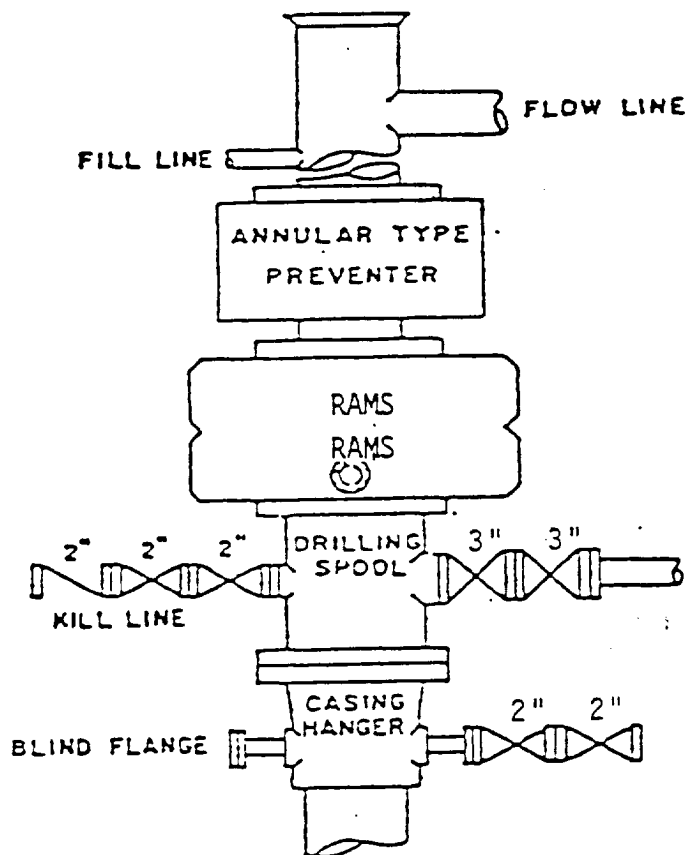 FLOW LINE
FILL LINE
ANNULAR TYPE
PREVENTER
RAMS
RAMS
2" 2" 2"
DRILLING
SPOOL
3" 3"
KILL LINE
CASING
HANGER
2" 2"
BLIND FLANGE